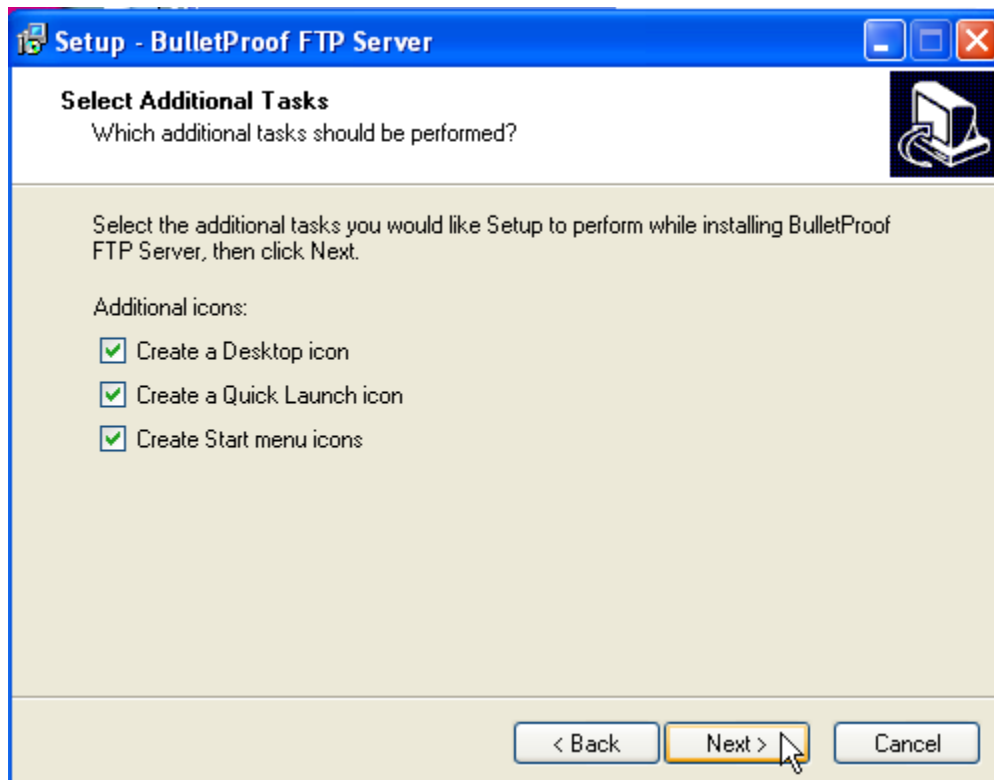 Setup - BulletProof FTP Server
Select Additional Tasks
Which additional tasks should be performed?
Select the additional tasks you would like Setup to perform while installing BulletProof
FTP Server, then click Next.
Additional icons:
Create a Desktop icon
Create a Quick Launch icon
Create Start menu icons
< Back Next > Cancel